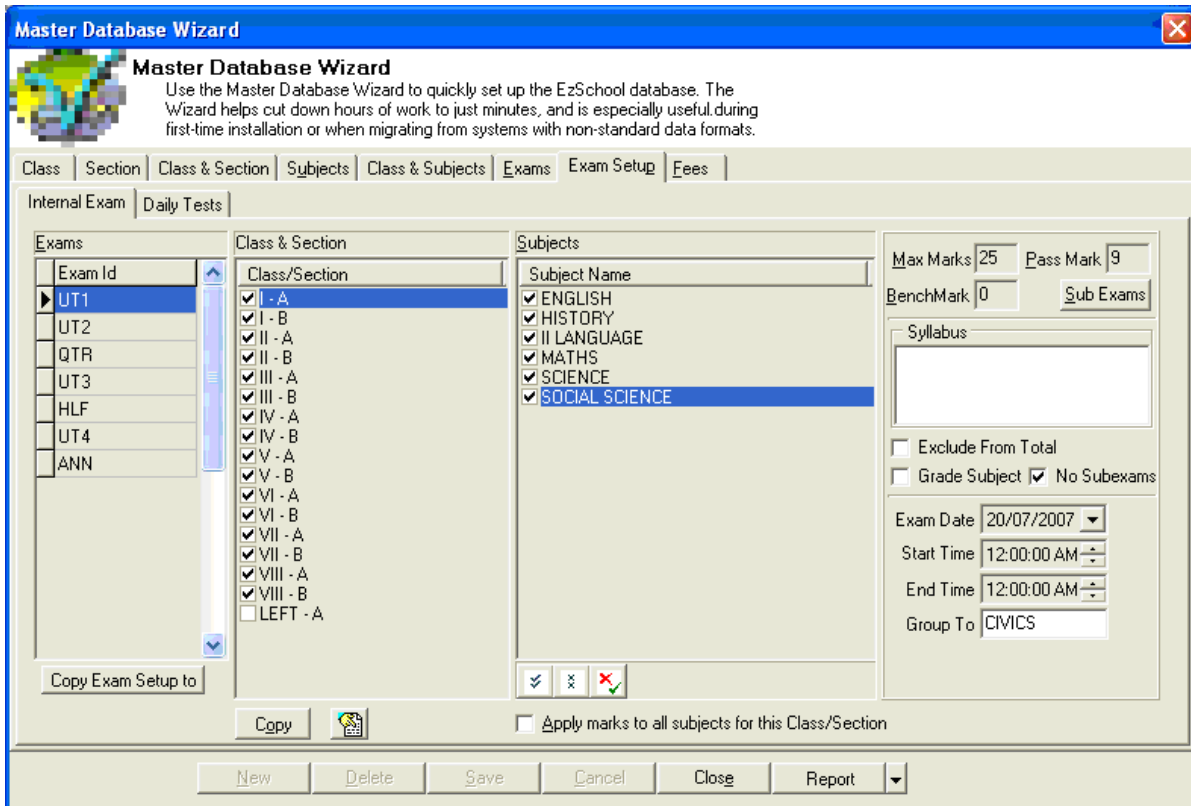 Master Database Wizard
Master Database Wizard
Use the Master Database Wizard to quickly set up the EzSchool database. The
Wizard helps cut down hours of work to just minutes, and is especially useful.during
first-time installation or when migrating from systems with non-standard data formats.
Class Section Class & Section Subjects Class & Subjects Exams Exam Setup Fees
Internal Exam Daily Tests
Exams
Exam Id
UT1
UT2
QTR
UT3
HLF
UT4
ANN
Copy Exam Setup to
Class & Section
Class/Section
I - A
I - B
II - A
II - B
III - A
III - B
IV - A
IV - B
V - A
V - B
VI - A
VI - B
VII - A
VII - B
VIII - A
VIII - B
LEFT - A
Copy
Subjects
Subject Name
ENGLISH
HISTORY
II LANGUAGE
MATHS
SCIENCE
SOCIAL SCIENCE
Apply marks to all subjects for this Class/Section
Max Marks 25 Pass Mark 9
BenchMark 0 Sub Exams
Syllabus
Exclude From Total
Grade Subject No Subexams
Exam Date 20/07/2007
Start Time 12:00:00 AM
End Time 12:00:00 AM
Group To CIVICS
New Delete Save Cancel Close Report